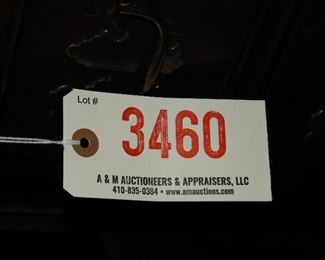 Lot #
3460
A & M AUCTIONEERS & APPRAISERS, LLC
410-835-0384 • www.amauctions.com